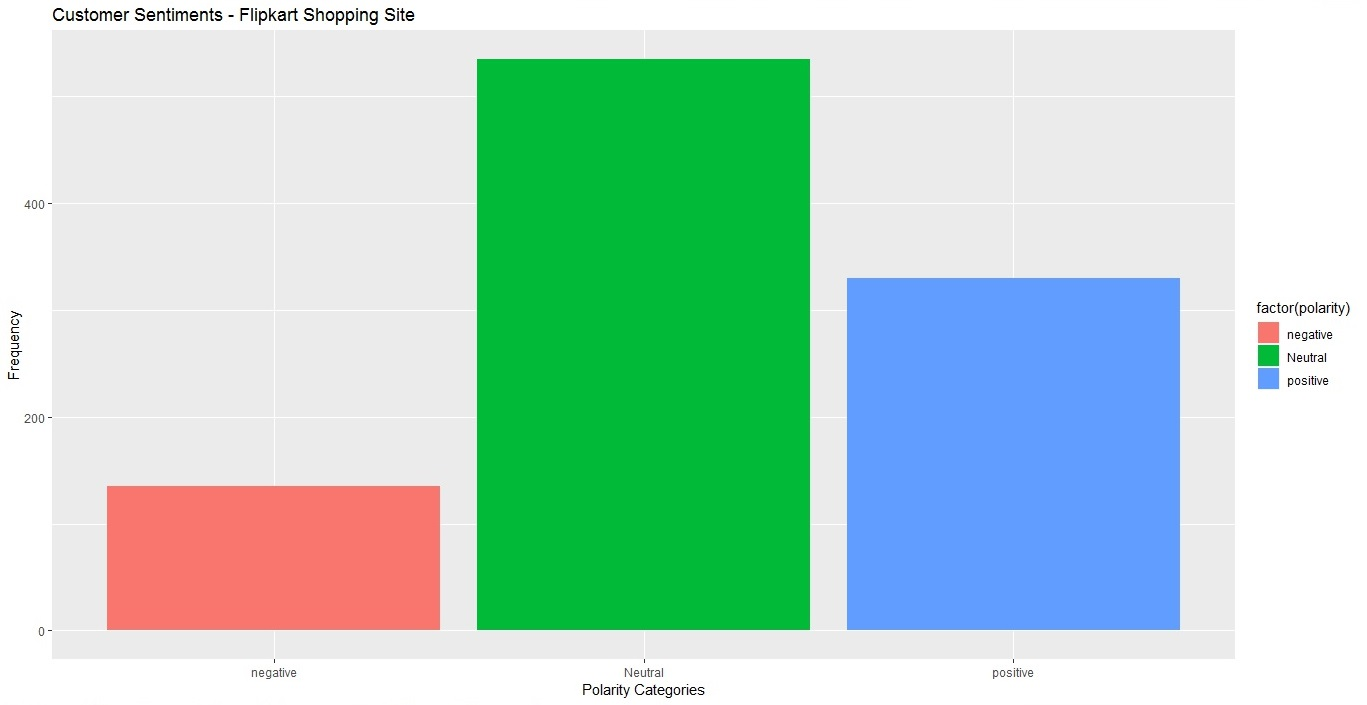 Customer Sentiments - Flipkart Shopping Site
Frequency
400
200
0
negative Neutral positive
Polarity Categories
factor(polarity)
negative
Neutral
positive